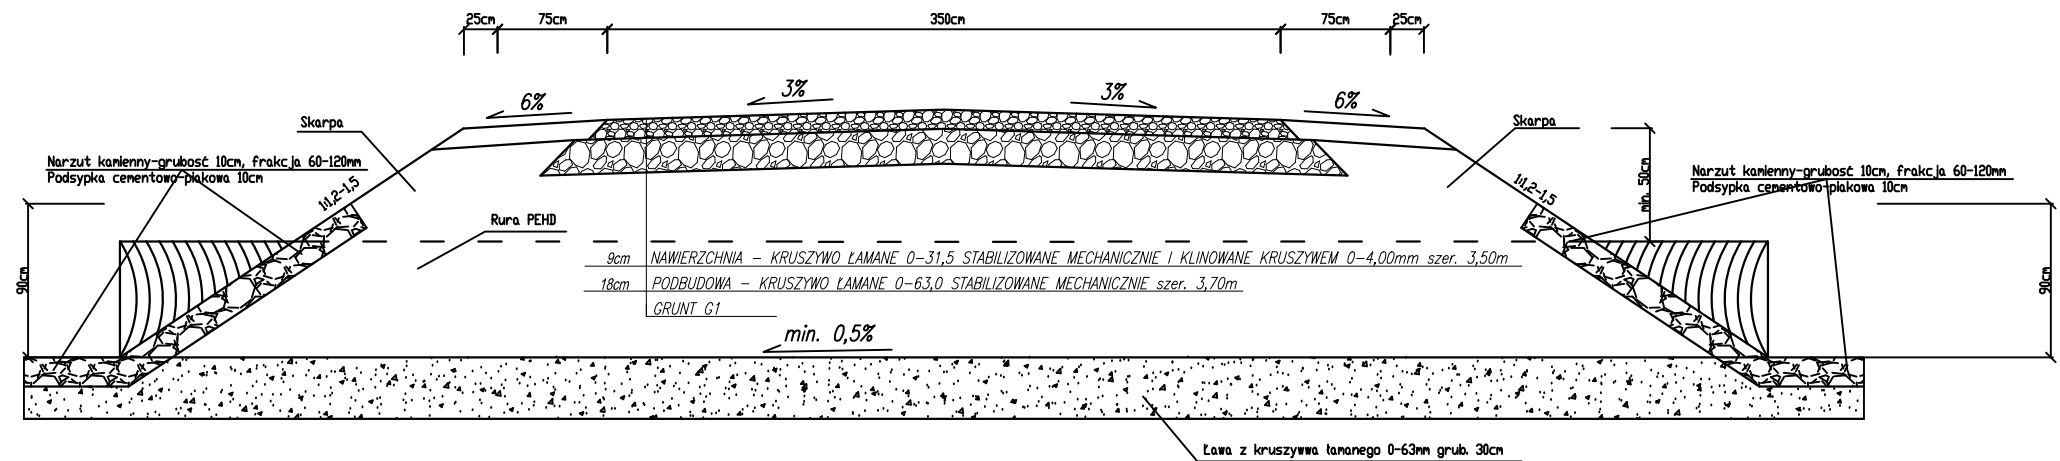 25cm 75cm 350cm 75cm 25cm
6% 3% 3% 6%
Skarpa
Skarpa
Narzut kamienny-grubość 10cm, frakcja 60-120mm
Podsypka cementowo-piakowa 10cm
Narzut kamienny-grubość 10cm, frakcja 60-120mm
Podsypka cementowo-piakowa 10cm
1:1,2-1,5
1:1,2-1,5
min. 50cm
Rura PEHD
90cm
90cm
9cm NAWIERZCHNIA - KRUSZYWO ŁAMANE 0-31,5 STABILIZOWANE MECHANICZNIE I KLINOWANE KRUSZYWEM 0-4,00mm szer. 3,50m
18cm PODBUDOWA - KRUSZYWO ŁAMANE 0-63,0 STABILIZOWANE MECHANICZNIE szer. 3,70m
GRUNT G1
min. 0,5%
Ława z kruszywwa łamanego 0-63mm grub. 30cm